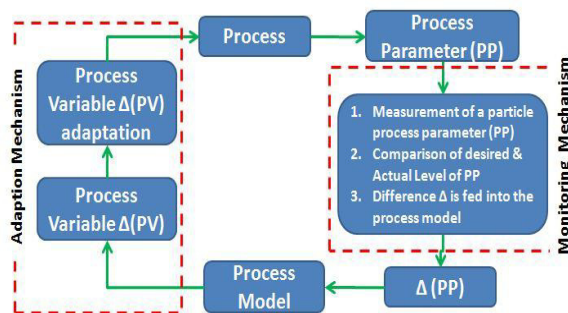 Process
Process
Parameter (PP)
Process
Variable Δ(PV)
adaptation
Process
Variable Δ(PV)
Adaption Mechanism
1. Measurement of a particle
process parameter (PP)
2. Comparison of desired &
Actual Level of PP
3. Difference Δ is fed into the
process model
Monitoring Mechanism
Process
Model
Δ (PP)